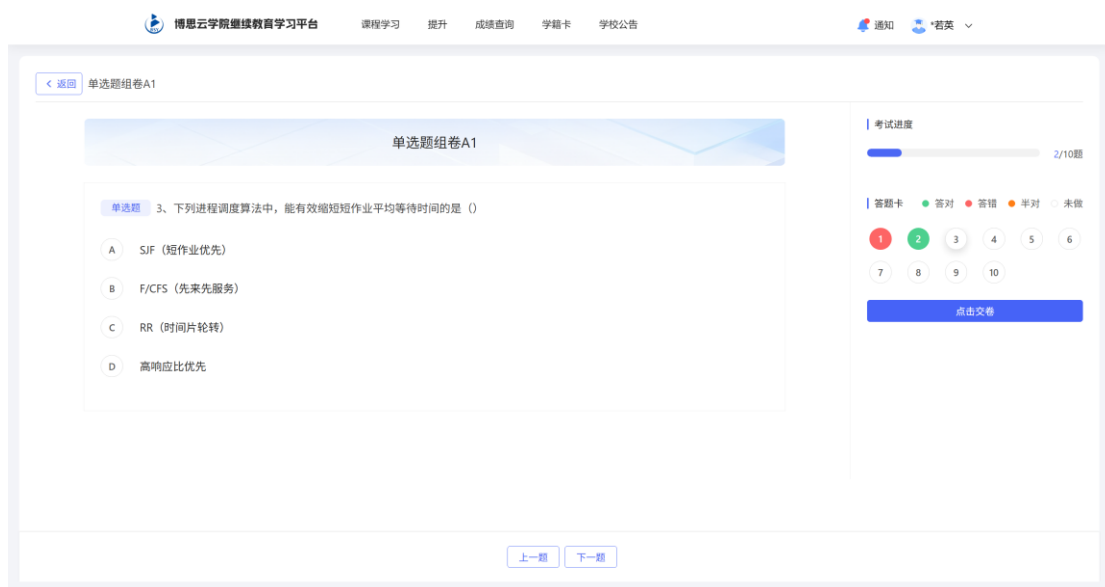 博思云学院继续教育学习平台 课程学习 提升 成绩查询 学籍卡 学校公告 通知 *若英
< 返回 单选题组卷A1
单选题组卷A1
单选题 3、下列进程调度算法中，能有效缩短短作业平均等待时间的是（）
A SJF（短作业优先）
B F/CFS（先来先服务）
C RR（时间片轮转）
D 高响应比优先
考试进度
2/10题
答题卡 答对 答错 半对 未做
1 2 3 4 5 6
7 8 9 10
点击交卷
上一题 下一题